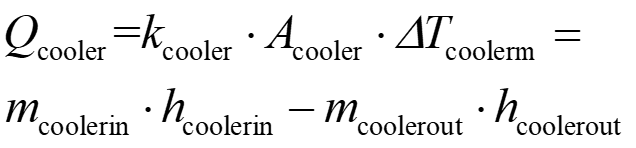 Q_cooler = k_cooler · A_cooler · ΔT_coolerm =
m_coolerin · h_coolerin − m_coolerout · h_coolerout